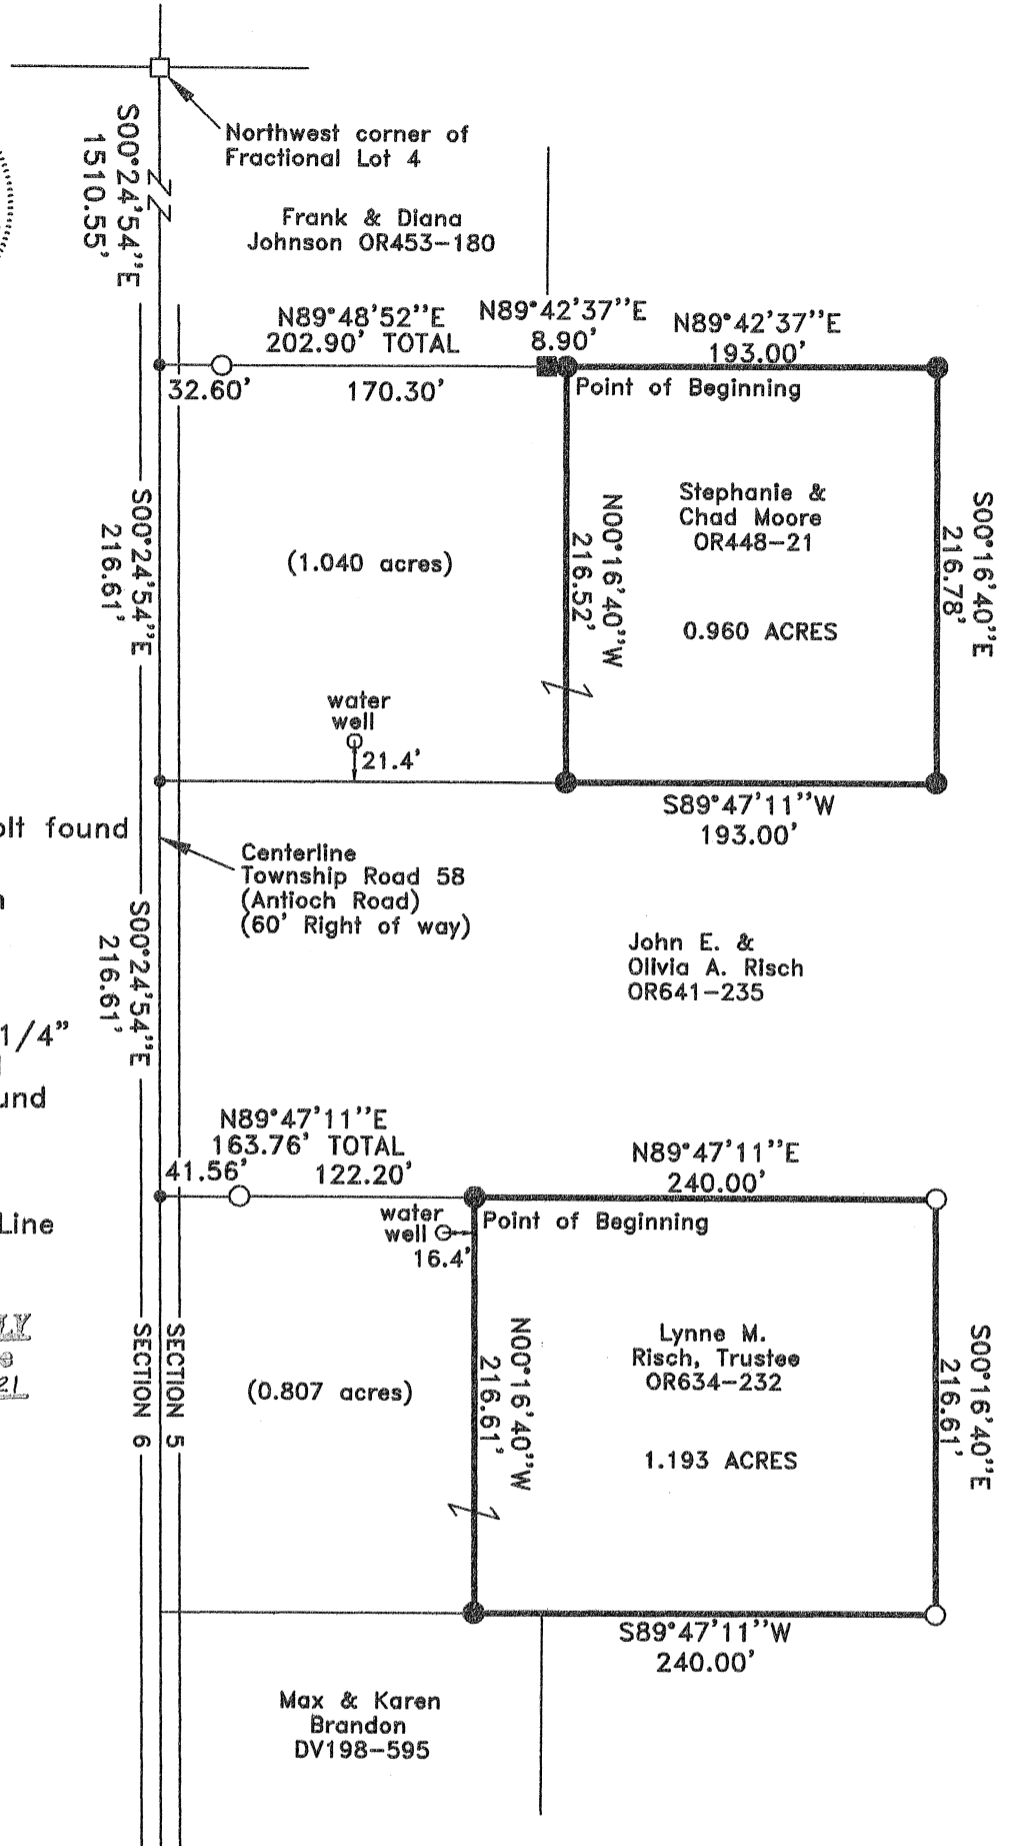 Northwest corner of
Fractional Lot 4
S00°24'54''E
1510.55'
Frank & Diana
Johnson OR453-180
N89°48'52''E
202.90' TOTAL
N89°42'37''E
8.90'
N89°42'37''E
193.00'
32.60'
170.30'
Point of Beginning
S00°24'54''E
216.61'
(1.040 acres)
N00°16'40''W
216.52'
Stephanie &
Chad Moore
OR448-21
0.960 ACRES
S00°16'40''E
216.78'
water
well
21.4'
S89°47'11''W
193.00'
olt found
Centerline
Township Road 58
(Antioch Road)
(60' Right of way)
S00°24'54''E
216.61'
John E. &
Olivia A. Risch
OR641-235
1/4"
und
N89°47'11''E
163.76' TOTAL
41.56'
122.20'
N89°47'11''E
240.00'
Line
water
well
16.4'
Point of Beginning
SECTION 6
SECTION 5
(0.807 acres)
N00°16'40''W
216.61'
Lynne M.
Risch, Trustee
OR634-232
1.193 ACRES
S00°16'40''E
216.61'
S89°47'11''W
240.00'
Max & Karen
Brandon
DV198-595